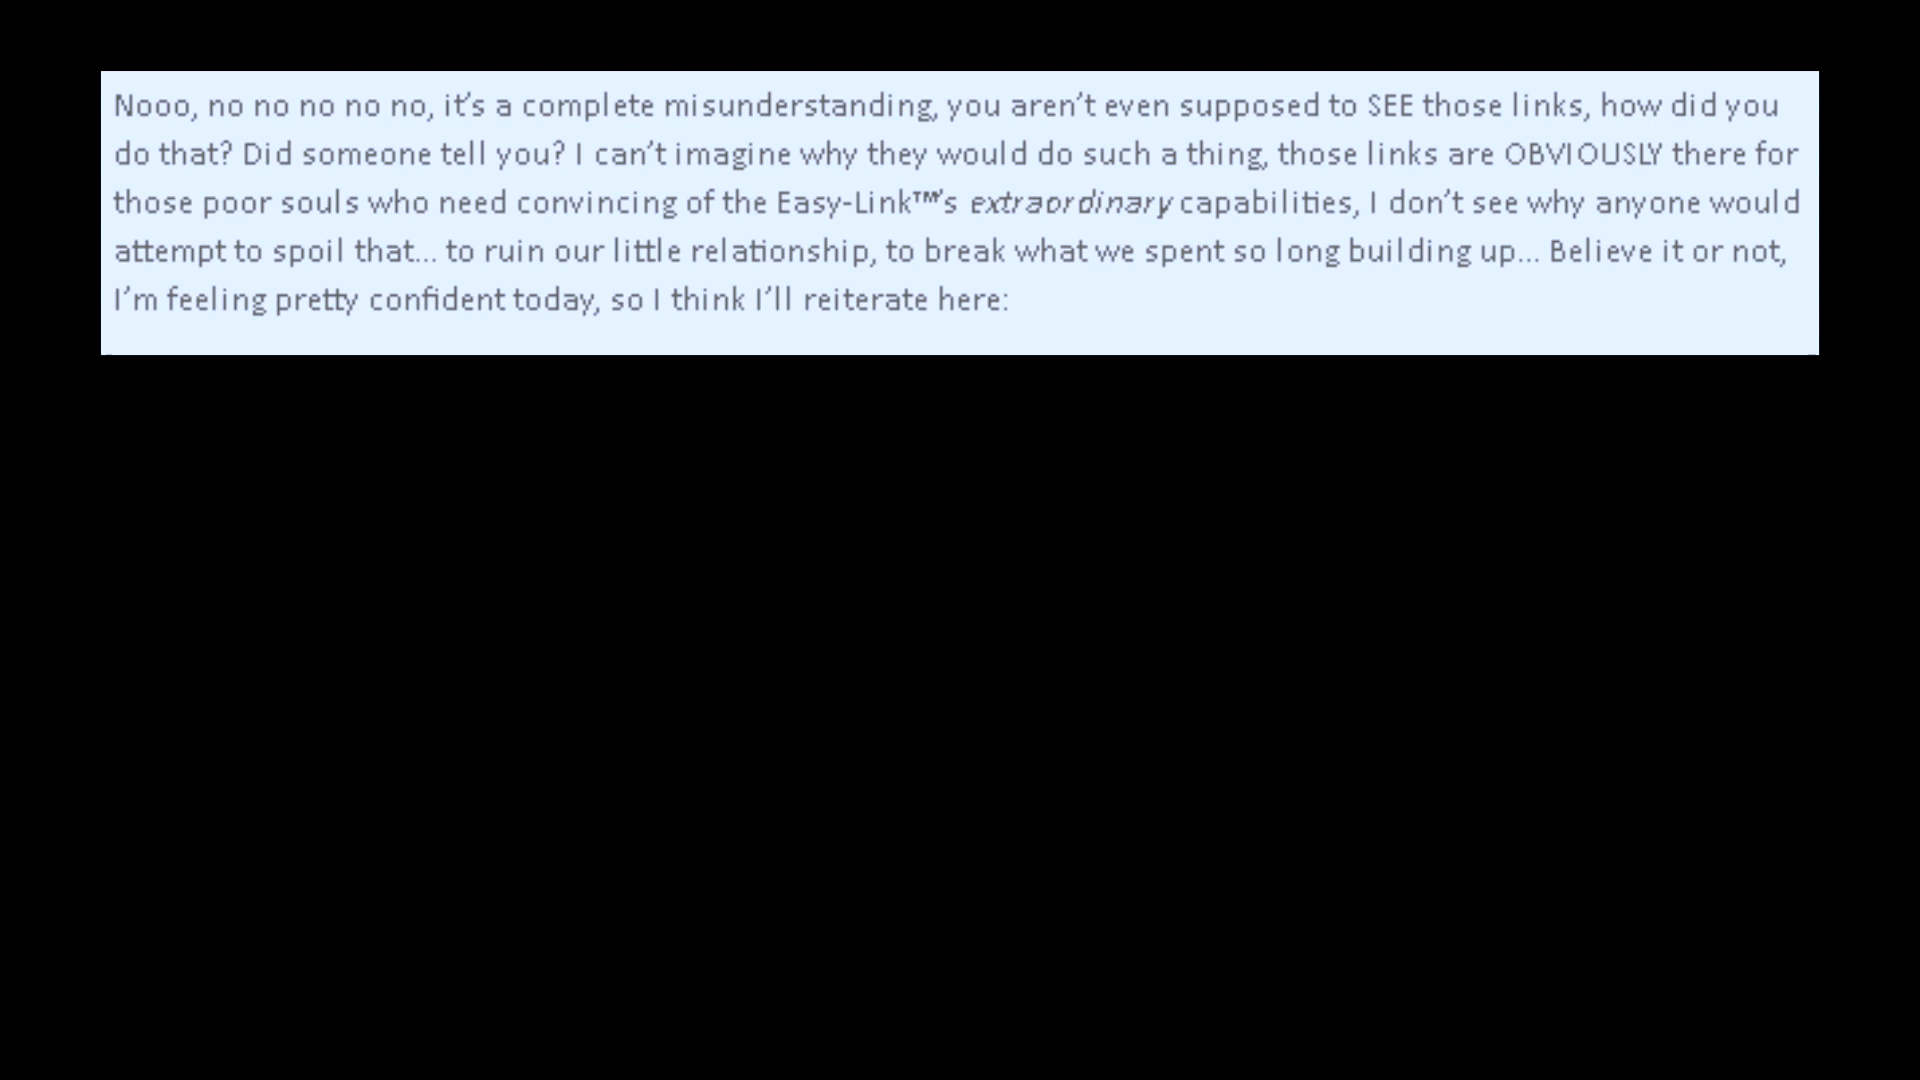 Nooo, no no no no no, it’s a complete misunderstanding, you aren’t even supposed to SEE those links, how did you
do that? Did someone tell you? I can’t imagine why they would do such a thing, those links are OBVIOUSLY there for
those poor souls who need convincing of the Easy-Link™’s extraordinary capabilities, I don’t see why anyone would
attempt to spoil that... to ruin our little relationship, to break what we spent so long building up... Believe it or not,
I’m feeling pretty confident today, so I think I’ll reiterate here: